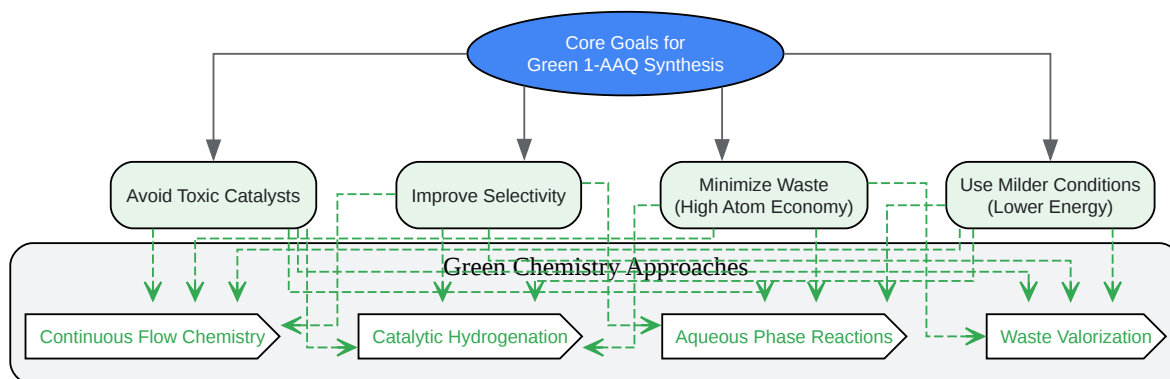 Core Goals for
Green 1-AAQ Synthesis
Avoid Toxic Catalysts
Improve Selectivity
Minimize Waste
(High Atom Economy)
Use Milder Conditions
(Lower Energy)
Green Chemistry Approaches
Continuous Flow Chemistry
Catalytic Hydrogenation
Aqueous Phase Reactions
Waste Valorization